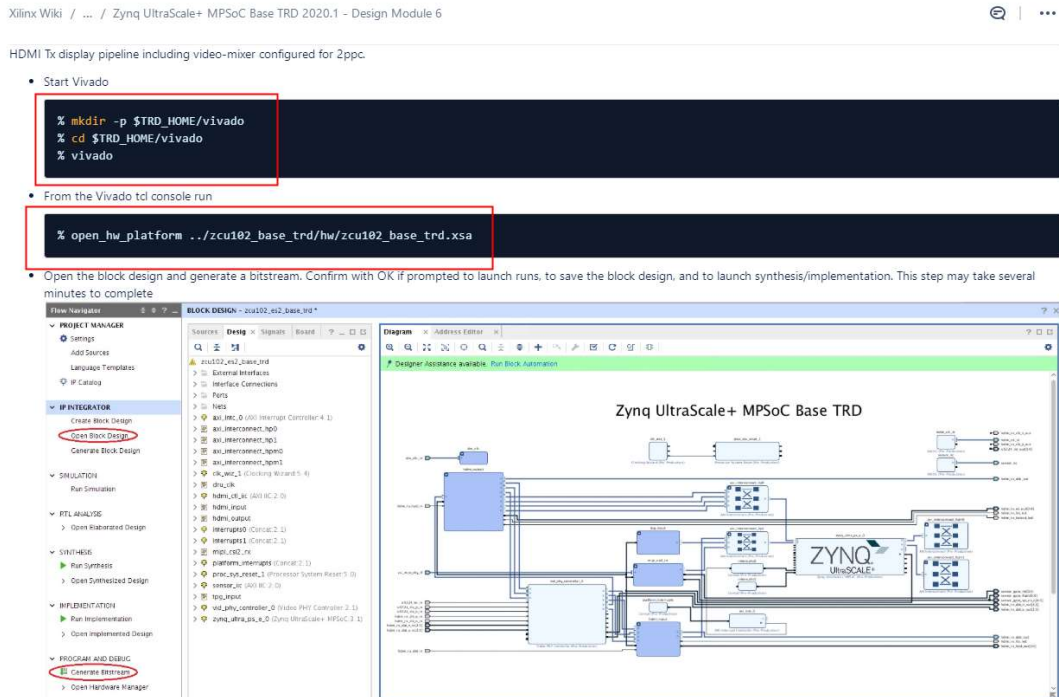 Xilinx Wiki / ... / Zynq UltraScale+ MPSoC Base TRD 2020.1 - Design Module 6
HDMI Tx display pipeline including video-mixer configured for 2ppc.
• Start Vivado
% mkdir -p $TRD_HOME/vivado
% cd $TRD_HOME/vivado
% vivado
• From the Vivado tcl console run
% open_hw_platform ../zcu102_base_trd/hw/zcu102_base_trd.xsa
• Open the block design and generate a bitstream. Confirm with OK if prompted to launch runs, to save the block design, and to launch synthesis/implementation. This step may take several
minutes to complete
Flow Navigator
PROJECT MANAGER
Settings
Add Sources
Language Templates
IP Catalog
IP INTEGRATOR
Create Block Design
Open Block Design
Generate Block Design
SIMULATION
Run Simulation
RTL ANALYSIS
> Open Elaborated Design
SYNTHESIS
Run Synthesis
> Open Synthesized Design
IMPLEMENTATION
Run Implementation
> Open Implemented Design
PROGRAM AND DEBUG
Generate Bitstream
> Open Hardware Manager
BLOCK DESIGN - zcu102_es2_base_trd *
Sources Desig × Signals Board ? _
zcu102_es2_base_trd
> External Interfaces
> Interface Connections
> Ports
> Nets
> axi_intc_0 (AXI Interrupt Controller:4.1)
> axi_interconnect_hp0
> axi_interconnect_hp1
> axi_interconnect_hpm0
> axi_interconnect_hpm1
> clk_wiz_1 (Clocking Wizard:5.4)
> dru_clk
> hdmi_ctl_iic (AXI IIC:2.0)
> hdmi_input
> hdmi_output
> interrupts0 (Concat:2.1)
> interrupts1 (Concat:2.1)
> mipi_csi2_rx
> platform_interrupts (Concat:2.1)
> proc_sys_reset_1 (Processor System Reset:5.0)
> sensor_iic (AXI IIC:2.0)
> tpg_input
> vid_phy_controller_0 (Video PHY Controller:2.1)
> zynq_ultra_ps_e_0 (Zynq UltraScale+ MPSoC:3.1)
Diagram × Address Editor ×
Designer Assistance available. Run Block Automation
Zynq UltraScale+ MPSoC Base TRD
ZYNQ
UltraSCALE+